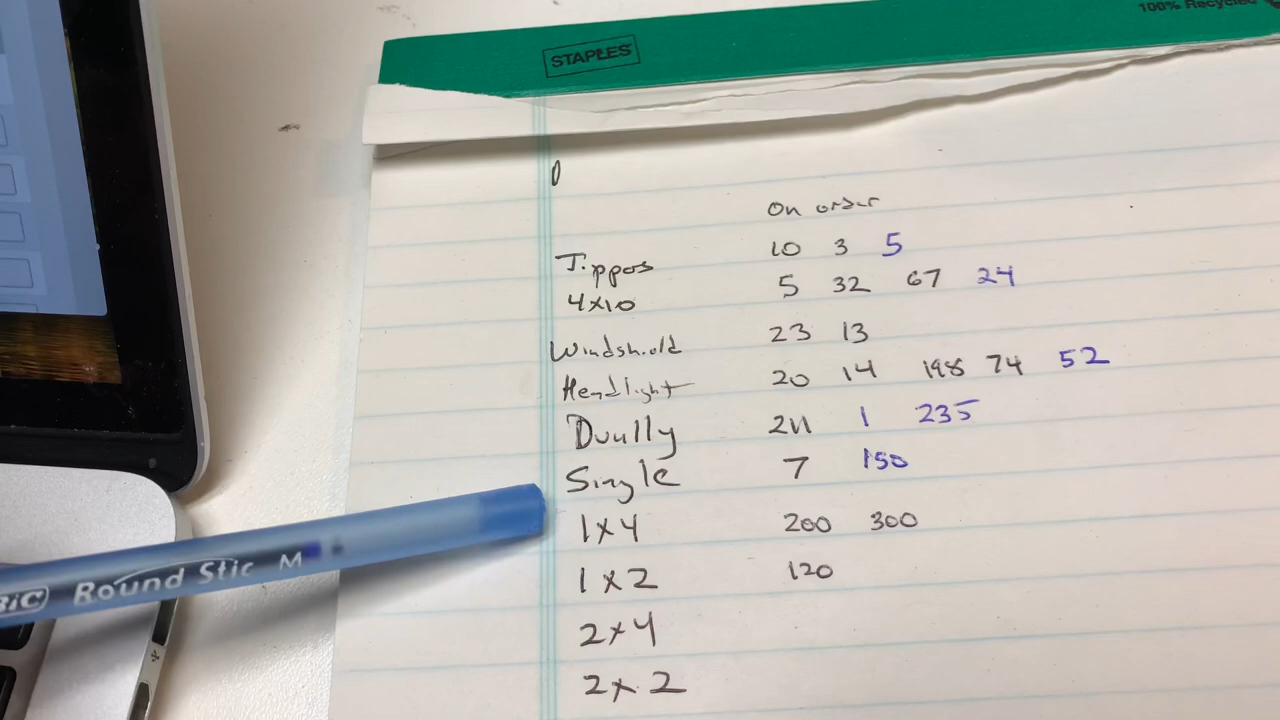 100% Recycled
STAPLES
0
On order
Tippos 10 3 5
4x10 5 32 67 24
Windshield 23 13
Headlight 20 14 198 74 52
Dually 211 1 235
Single 7 150
1x4 200 300
1x2 120
2x4
2x2
BIC Round Stic M